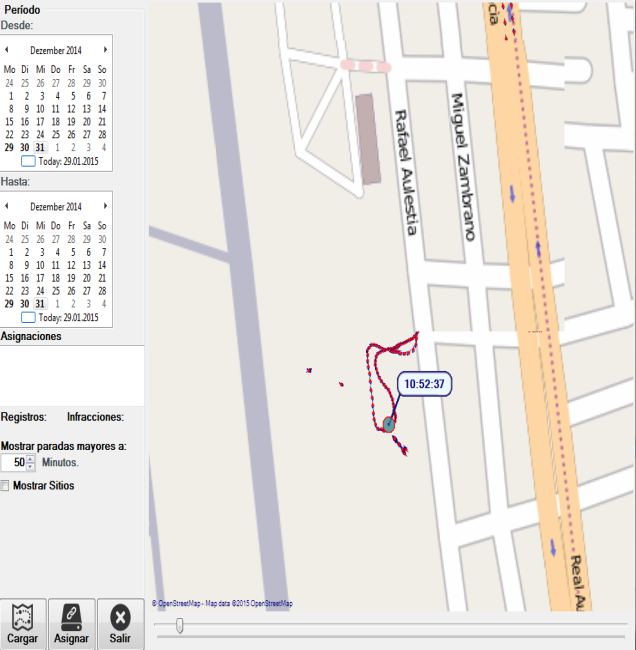 Período
Desde:
Dezember 2014
Mo Di Mi Do Fr Sa So
24 25 26 27 28 29 30
1 2 3 4 5 6 7
8 9 10 11 12 13 14
15 16 17 18 19 20 21
22 23 24 25 26 27 28
29 30 31 1 2 3 4
Today: 29.01.2015
Hasta:
Dezember 2014
Mo Di Mi Do Fr Sa So
24 25 26 27 28 29 30
1 2 3 4 5 6 7
8 9 10 11 12 13 14
15 16 17 18 19 20 21
22 23 24 25 26 27 28
29 30 31 1 2 3 4
Today: 29.01.2015
Asignaciones
Registros: Infracciones:
Mostrar paradas mayores a:
50 Minutos.
Mostrar Sitios
Cargar Asignar Salir
cia
Rafael Aulestia
Miguel Zambrano
10:52:37
Real Au
© OpenStreetMap - Map data ©2015 OpenStreetMap